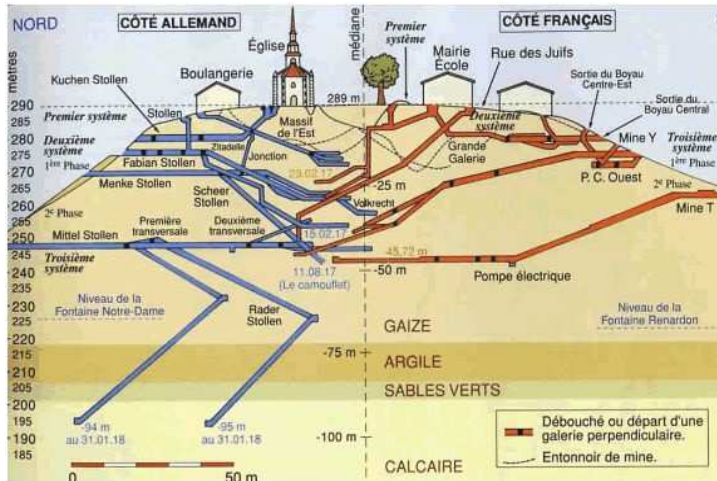 NORD
CÔTÉ ALLEMAND
CÔTÉ FRANÇAIS
mètres
médiane
Église
Boulangerie
Kuchen Stollen
Premier
système
Mairie
École
Rue des Juifs
Sortie du Boyau
Centre-Est
Sortie du Boyau
Central
290
285
280
275
270
265
260
255
250
245
240
235
230
225
220
215
210
205
200
195
190
185
289 m
Premier système
Stollen
Massif
de l'Est
Deuxième
système
1ère Phase
Zitadelle
Jonction
Fabian Stollen
Menke Stollen
Scheer
Stollen
23.02.17
-25 m
Deuxième
système
Grande
Galerie
Mine Y
P. C. Ouest
Troisième
système
1ère Phase
2e Phase
Mine T
2e Phase
Volkrecht
Première
transversale
Deuxième
transversale
15.02.17
Mittel Stollen
Troisième
système
45,72 m
-50 m
11.08.17
(Le camouflet)
Pompe électrique
Niveau de la
Fontaine Notre-Dame
Rader
Stollen
Niveau de la
Fontaine Renardon
GAIZE
-75 m
ARGILE
SABLES VERTS
-94 m
au 31.01.18
-95 m
au 31.01.18
-100 m
CALCAIRE
Débouché ou départ d'une
galerie perpendiculaire.
Entonnoir de mine.
0
50 m